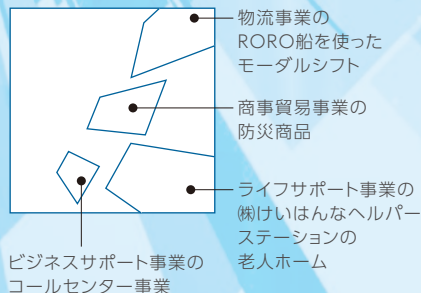 物流事業の
RORO船を使った
モーダルシフト
商事貿易事業の
防災商品
ライフサポート事業の
㈱けいはんなヘルパー
ステーションの
老人ホーム
ビジネスサポート事業の
コールセンター事業